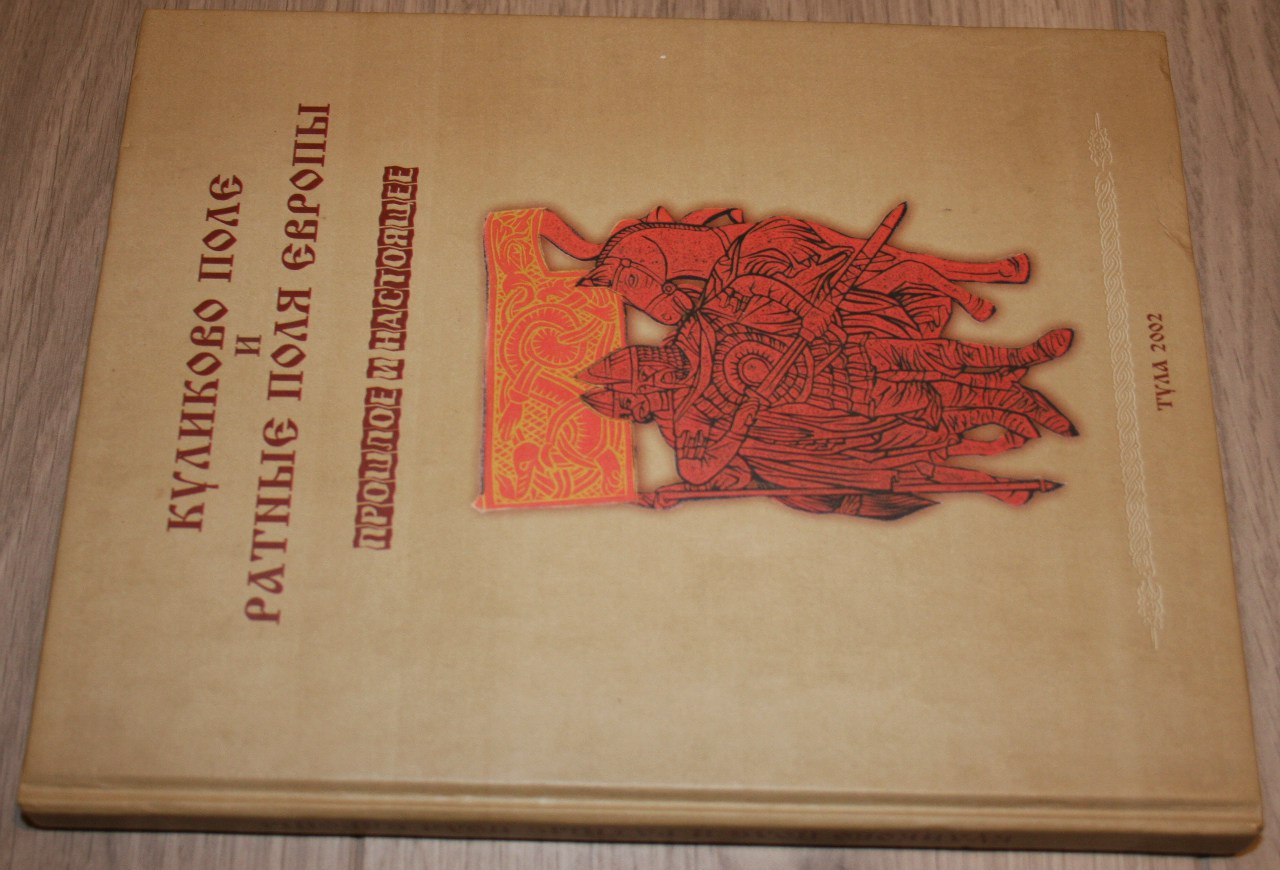 КУЛИКОВО ПОЛЕ
И
РАТНЫЕ ПОЛЯ ЕВРОПЫ
ПРОШЛОЕ И НАСТОЯЩЕЕ
ТУЛА 2002